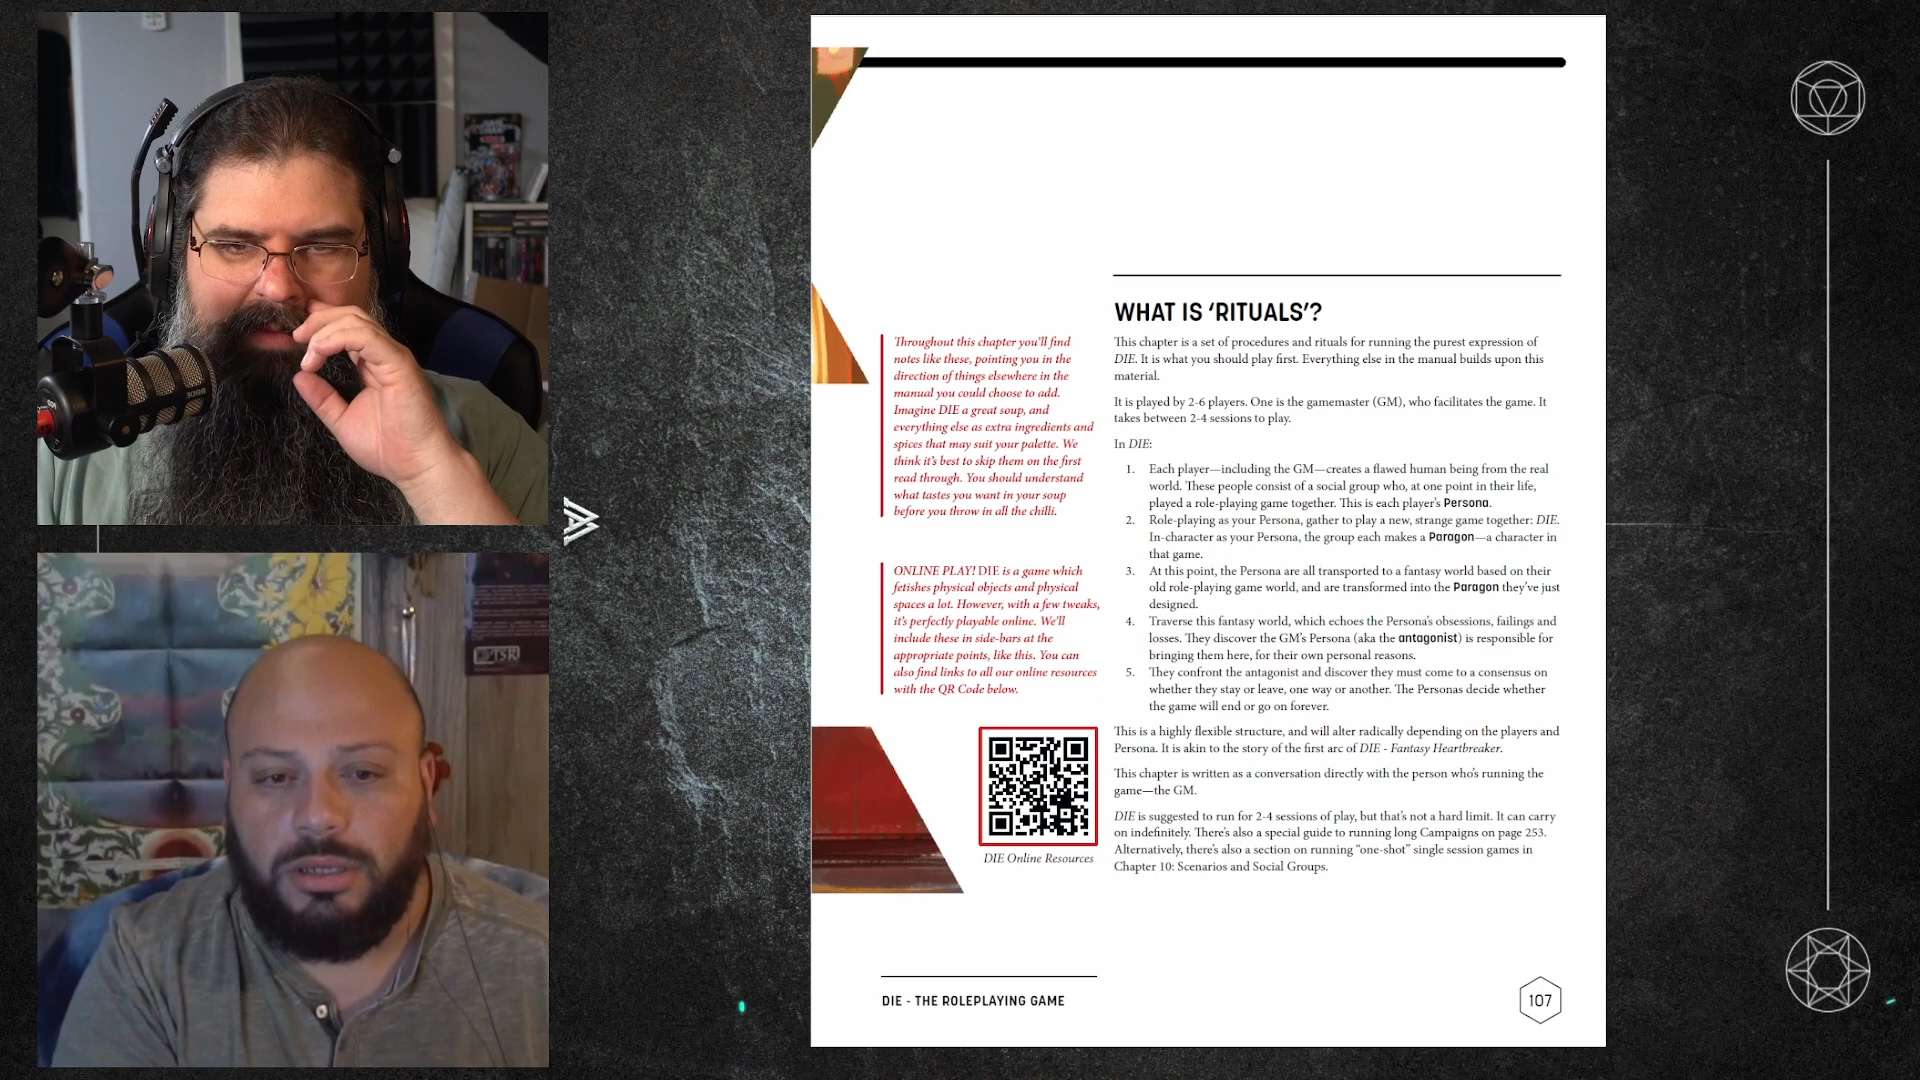 WHAT IS ‘RITUALS’?
Throughout this chapter you’ll find
notes like these, pointing you in the
direction of things elsewhere in the
manual you could choose to add.
Imagine DIE a great soup, and
everything else as extra ingredients and
spices that may suit your palette. We
think it’s best to skip them on the first
read through. You should understand
what tastes you want in your soup
before you throw in all the chilli.
ONLINE PLAY! DIE is a game which
fetishes physical objects and physical
spaces a lot. However, with a few tweaks,
it’s perfectly playable online. We’ll
include these in side-bars at the
appropriate points, like this. You can
also find links to all our online resources
with the QR Code below.
DIE Online Resources
This chapter is a set of procedures and rituals for running the purest expression of
DIE. It is what you should play first. Everything else in the manual builds upon this
material.
It is played by 2-6 players. One is the gamemaster (GM), who facilitates the game. It
takes between 2-4 sessions to play.
In DIE:
1. Each player—including the GM—creates a flawed human being from the real
world. These people consist of a social group who, at one point in their life,
played a role-playing game together. This is each player’s Persona.
2. Role-playing as your Persona, gather to play a new, strange game together: DIE.
In-character as your Persona, the group each makes a Paragon—a character in
that game.
3. At this point, the Persona are all transported to a fantasy world based on their
old role-playing game world, and are transformed into the Paragon they’ve just
designed.
4. Traverse this fantasy world, which echoes the Persona’s obsessions, failings and
losses. They discover the GM’s Persona (aka the antagonist) is responsible for
bringing them here, for their own personal reasons.
5. They confront the antagonist and discover they must come to a consensus on
whether they stay or leave, one way or another. The Personas decide whether
the game will end or go on forever.
This is a highly flexible structure, and will alter radically depending on the players and
Persona. It is akin to the story of the first arc of DIE - Fantasy Heartbreaker.
This chapter is written as a conversation directly with the person who’s running the
game—the GM.
DIE is suggested to run for 2-4 sessions of play, but that’s not a hard limit. It can carry
on indefinitely. There’s also a special guide to running long Campaigns on page 253.
Alternatively, there’s also a section on running “one-shot” single session games in
Chapter 10: Scenarios and Social Groups.
DIE - THE ROLEPLAYING GAME
107
RODE
TSR